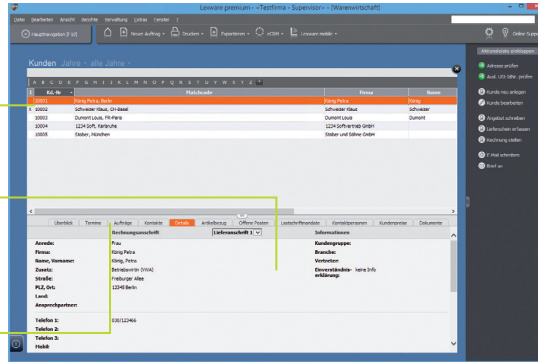 Lexware premium - «Testfirma - Supervisor» - [Warenwirtschaft]
Datei Bearbeiten Ansicht Berichte Verwaltung Extras Fenster ?
Hauptnavigation [F12] Neuer Auftrag Drucken Exportieren eCRM Lexware mobile Online Supp
Aktionsleiste einklappen
Kunden Jahre - alle Jahre
Adresse prüfen
Ausl. USt-IdNr. prüfen
Kunde Neu anlegen
Kunde bearbeiten
Angebot schreiben
Lieferschein erfassen
Rechnung stellen
E-Mail schreiben
Brief an
A B C D E F G H I J K L M N O P Q R S T U V W X Y Z #
I Kd.-Nr Matchcode Firma Name
10001 König Petra, Berlin König Petra König
K 10002 Schweizer Klaus, CH-Basel Schweizer Klaus Schweizer
10003 Dumont Louis, FR-Paris Dumont Louis Dumont
10004 1234 Soft, Karlsruhe 1234 Softvertrieb GmbH
10005 Stober, München Stober und Söhne GmbH
Überblick Termine Aufträge Kontakte Details Artikelbezug Offene Posten Lastschriftmandate Kontaktpersonen Kundenpreise Dokumente
Rechnungsanschrift Lieferanschrift 1 Informationen
Anrede: Frau Kundengruppe:
Firma: König, Petra Branche:
Name, Vorname: König, Petra Vertreter:
Zusatz: Betriebswirtin (VWA) Einverständnis- keine Info
erklärung:
Straße: Freiburger Allee
PLZ, Ort: 12345 Berlin
Land:
Ansprechpartner:
Telefon 1: 030/123466
Telefon 2:
Telefon 3:
Mobil: